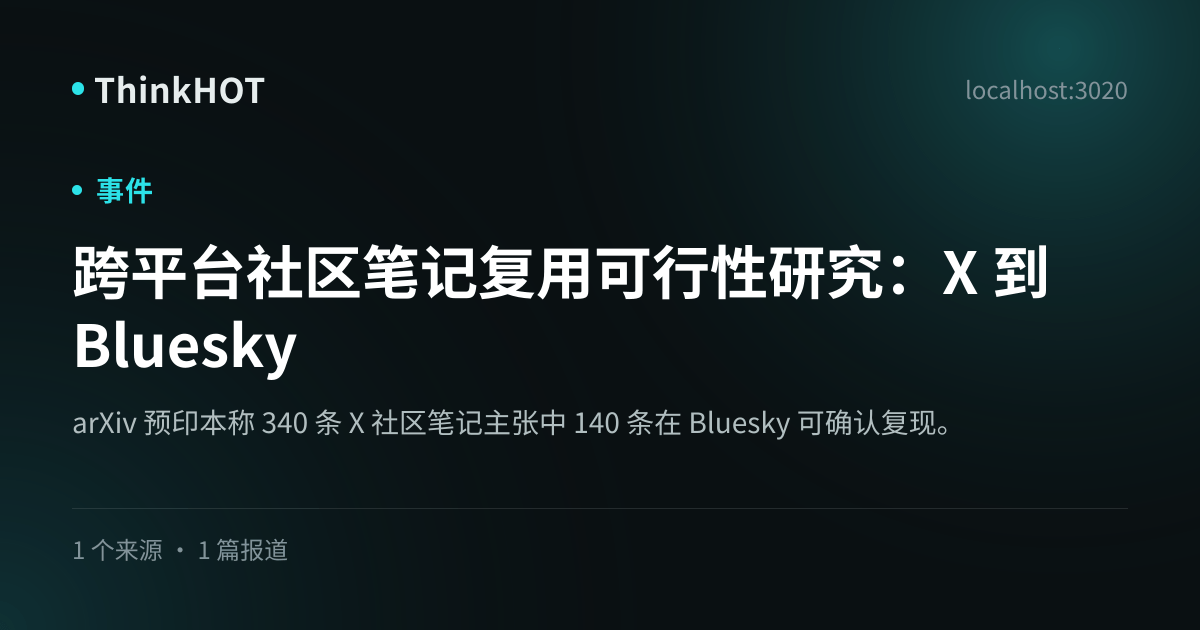 ThinkHOT
localhost:3020
事件
跨平台社区笔记复用可行性研究：X 到
Bluesky
arXiv 预印本称 340 条 X 社区笔记主张中 140 条在 Bluesky 可确认复现。
1 个来源 · 1 篇报道